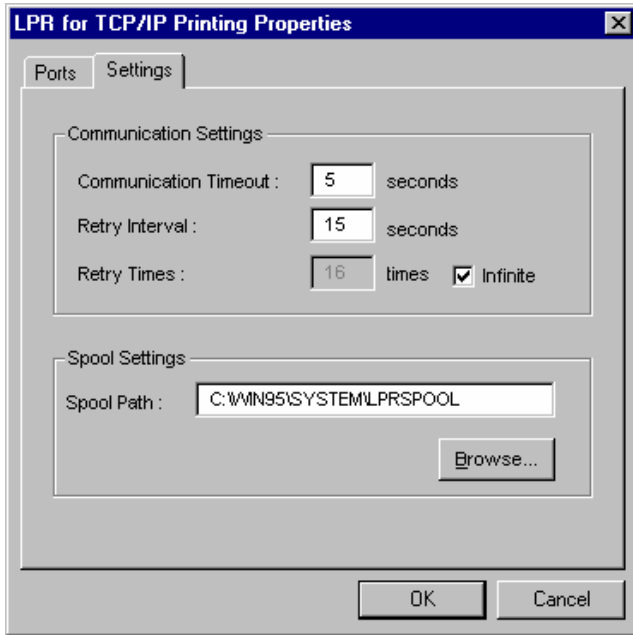 LPR for TCP/IP Printing Properties
Ports
Settings
Communication Settings
Communication Timeout :
5
seconds
Retry Interval :
15
seconds
Retry Times :
16
times
Infinite
Spool Settings
Spool Path :
C:\WIN95\SYSTEM\LPRSPOOL
Browse...
OK
Cancel